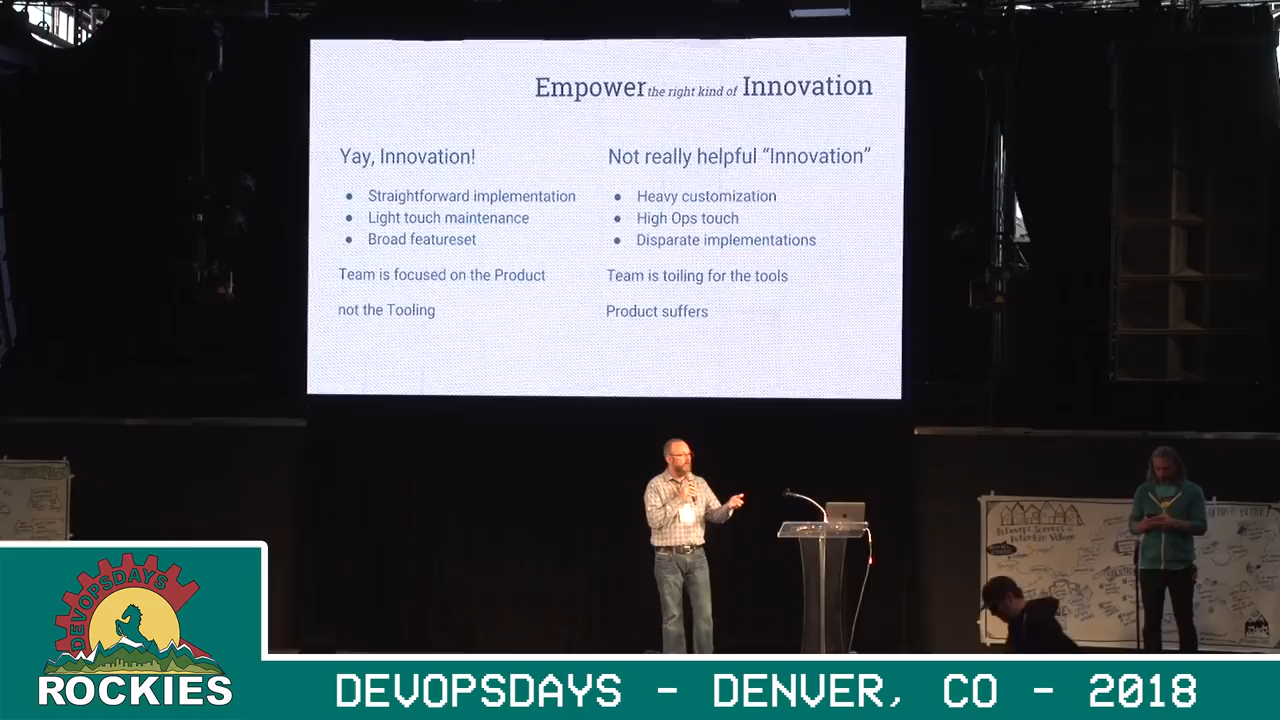 Empower the right kind of Innovation
Yay, Innovation!
● Straightforward implementation
● Light touch maintenance
● Broad featureset
Team is focused on the Product
not the Tooling
Not really helpful “Innovation”
● Heavy customization
● High Ops touch
● Disparate implementations
Team is toiling for the tools
Product suffers
DEVOPSDAYS
ROCKIES
DEVOPSDAYS - DENVER, CO - 2018